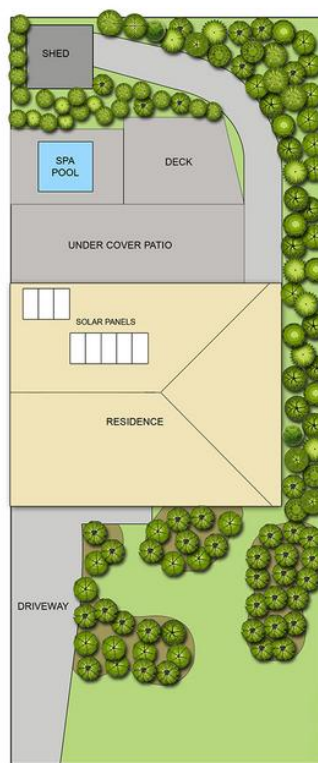 SHED
SPA
POOL
DECK
UNDER COVER PATIO
SOLAR PANELS
RESIDENCE
DRIVEWAY